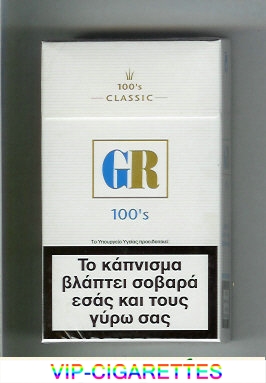 100's
CLASSIC
GR
100's
Το Υπουργείο Υγείας προειδοποιεί:
Το κάπνισμα
βλάπτει σοβαρά
εσάς και τους
γύρω σας
VIP-CIGARETTES